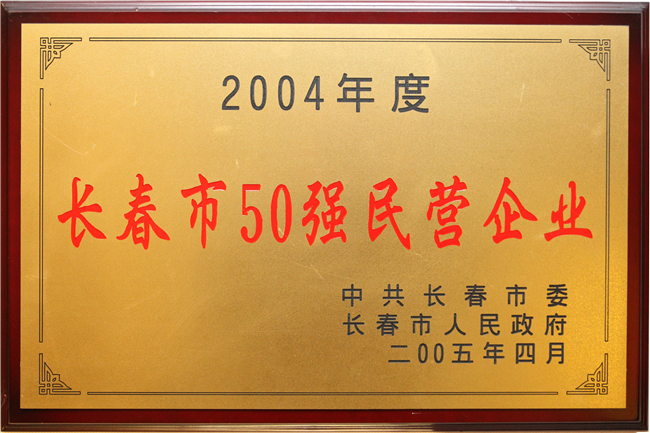 2004年度
长春市50强民营企业
中共长春市委
长春市人民政府
二00五年四月